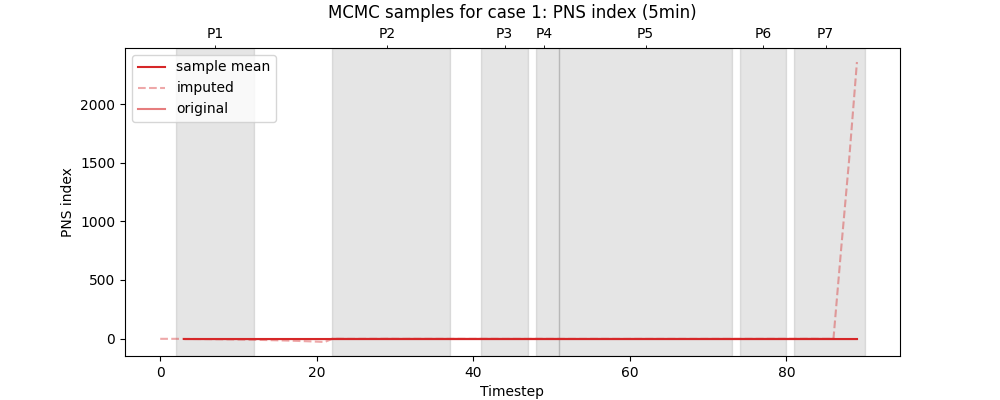 MCMC samples for case 1: PNS index (5min)
P1 P2 P3 P4 P5 P6 P7
sample mean
imputed
original
2000
1500
1000
500
0
PNS index
0 20 40 60 80
Timestep